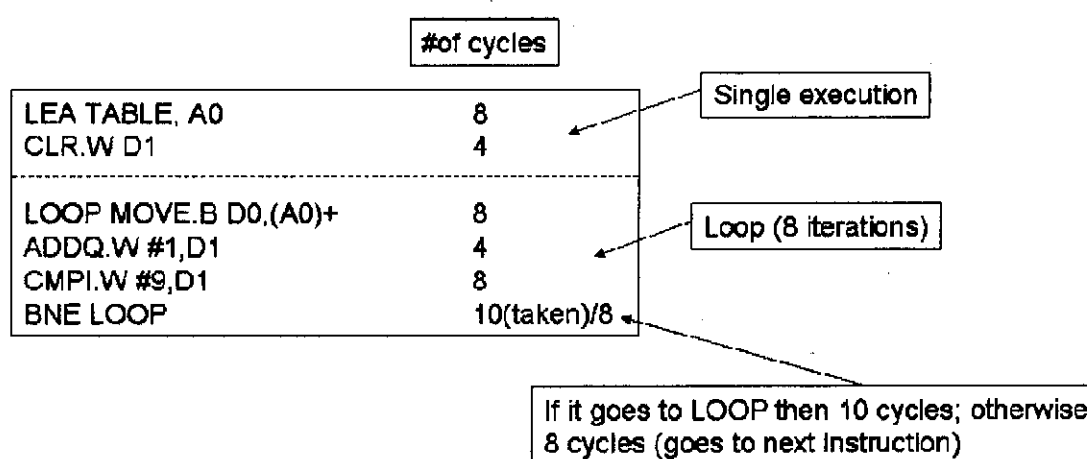 #of cycles
LEA TABLE, A0 8
CLR.W D1 4
Single execution
LOOP MOVE.B D0,(A0)+ 8
ADDQ.W #1,D1 4
CMPI.W #9,D1 8
BNE LOOP 10(taken)/8
Loop (8 iterations)
If it goes to LOOP then 10 cycles; otherwise
8 cycles (goes to next instruction)